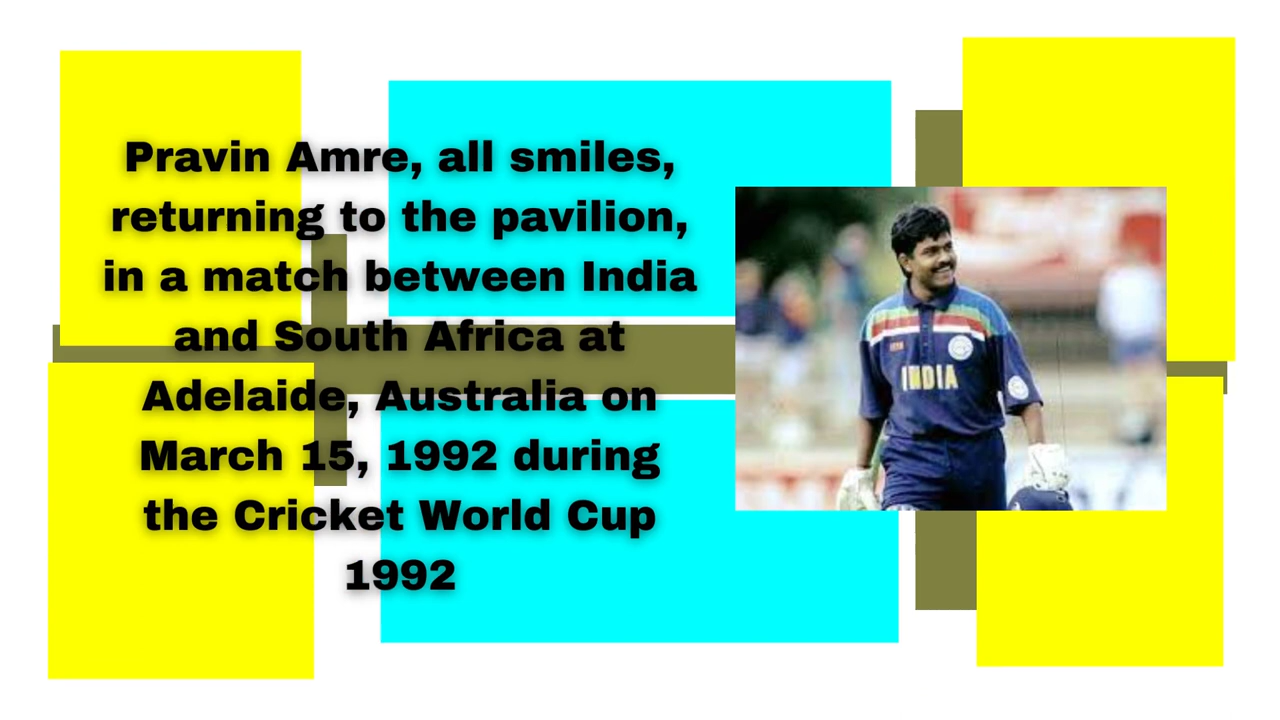 Pravin Amre, all smiles,
returning to the pavilion,
in a match between India
and South Africa at
Adelaide, Australia on
March 15, 1992 during
the Cricket World Cup
1992
INDIA